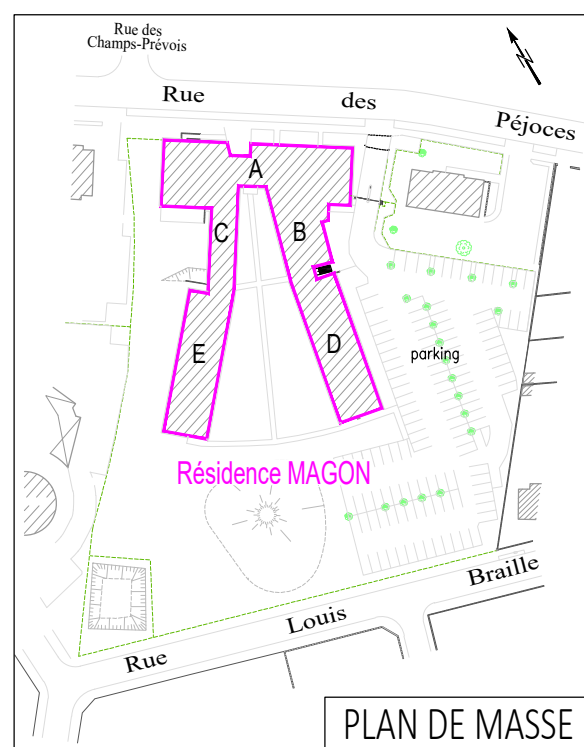 Rue des
Champs-Prévois
Rue des Péjoces
A
B
C
D
E
parking
Résidence MAGON
Rue Louis Braille
PLAN DE MASSE